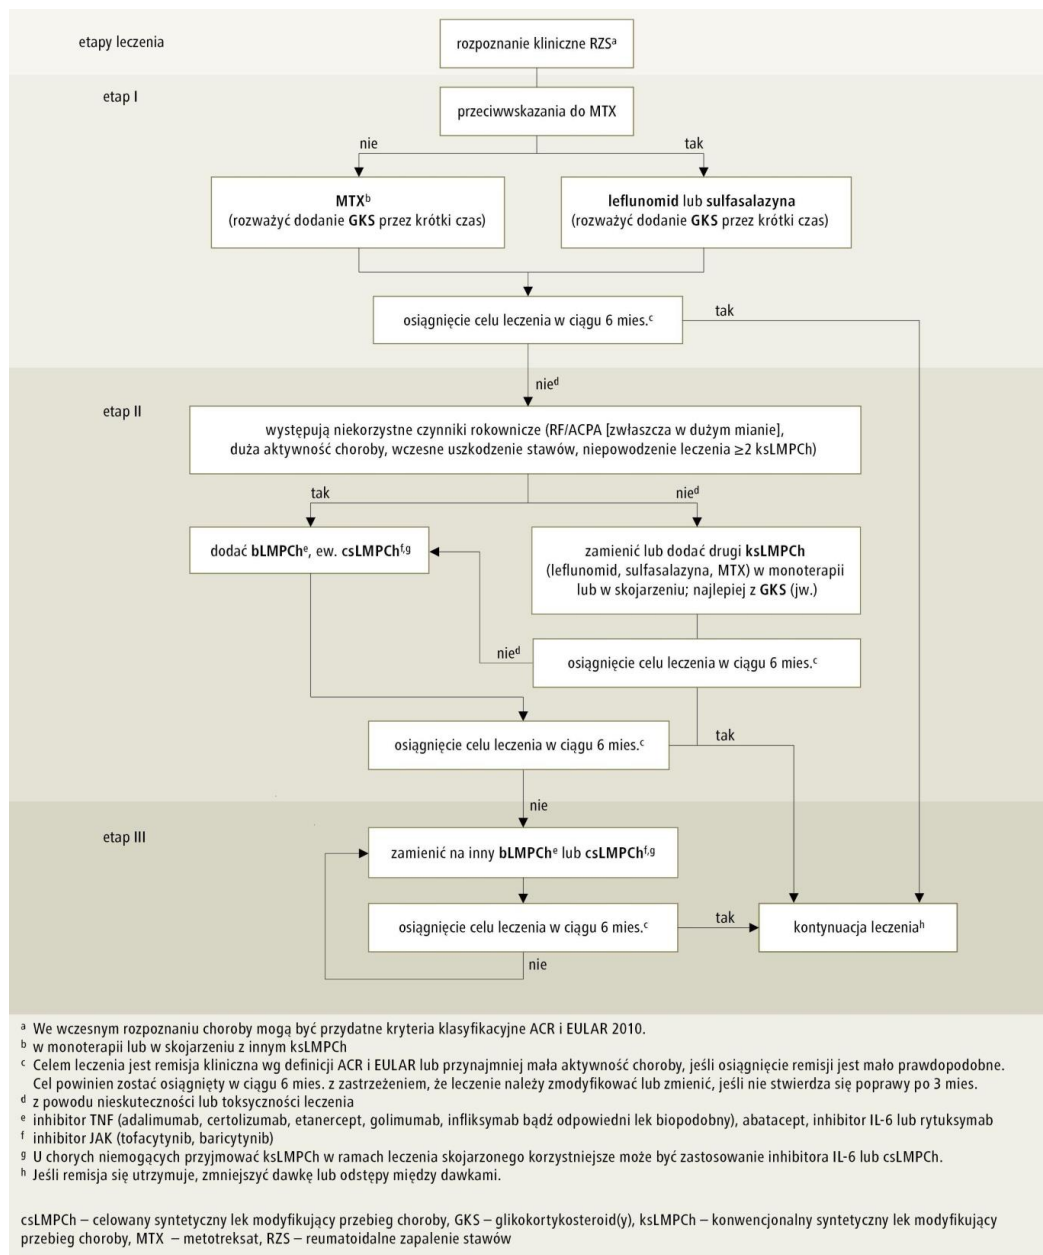 etapy leczenia
rozpoznanie kliniczne RZSᵃ
etap I
przeciwwskazania do MTX
nie
tak
MTXᵇ
(rozważyć dodanie GKS przez krótki czas)
leflunomid lub sulfasalazyna
(rozważyć dodanie GKS przez krótki czas)
osiągnięcie celu leczenia w ciągu 6 mies.ᶜ
tak
nieᵈ
etap II
występują niekorzystne czynniki rokownicze (RF/ACPA [zwłaszcza w dużym mianie],
duża aktywność choroby, wczesne uszkodzenie stawów, niepowodzenie leczenia ≥2 ksLMPCh)
tak
nieᵈ
dodać bLMPChᵉ, ew. csLMPChᶠ,ᵍ
zamienić lub dodać drugi ksLMPCh
(leflunomid, sulfasalazyna, MTX) w monoterapii
lub w skojarzeniu; najlepiej z GKS (jw.)
nieᵈ
osiągnięcie celu leczenia w ciągu 6 mies.ᶜ
osiągnięcie celu leczenia w ciągu 6 mies.ᶜ
tak
nie
etap III
zamienić na inny bLMPChᵉ lub csLMPChᶠ,ᵍ
osiągnięcie celu leczenia w ciągu 6 mies.ᶜ
tak
kontynuacja leczeniaʰ
nie
ᵃ We wczesnym rozpoznaniu choroby mogą być przydatne kryteria klasyfikacyjne ACR i EULAR 2010.
ᵇ w monoterapii lub w skojarzeniu z innym ksLMPCh
ᶜ Celem leczenia jest remisja kliniczna wg definicji ACR i EULAR lub przynajmniej mała aktywność choroby, jeśli osiągnięcie remisji jest mało prawdopodobne.
Cel powinien zostać osiągnięty w ciągu 6 mies. z zastrzeżeniem, że leczenie należy zmodyfikować lub zmienić, jeśli nie stwierdza się poprawy po 3 mies.
ᵈ z powodu nieskuteczności lub toksyczności leczenia
ᵉ inhibitor TNF (adalimumab, certolizumab, etanercept, golimumab, infliksymab bądź odpowiedni lek biopodobny), abatacept, inhibitor IL-6 lub rytuksymab
ᶠ inhibitor JAK (tofacytynib, baricytynib)
ᵍ U chorych niemogących przyjmować ksLMPCh w ramach leczenia skojarzonego korzystniejsze może być zastosowanie inhibitora IL-6 lub csLMPCh.
ʰ Jeśli remisja się utrzymuje, zmniejszyć dawkę lub odstępy między dawkami.
csLMPCh – celowany syntetyczny lek modyfikujący przebieg choroby, GKS – glikokortykosteroid(y), ksLMPCh – konwencjonalny syntetyczny lek modyfikujący
przebieg choroby, MTX – metotreksat, RZS – reumatoidalne zapalenie stawów